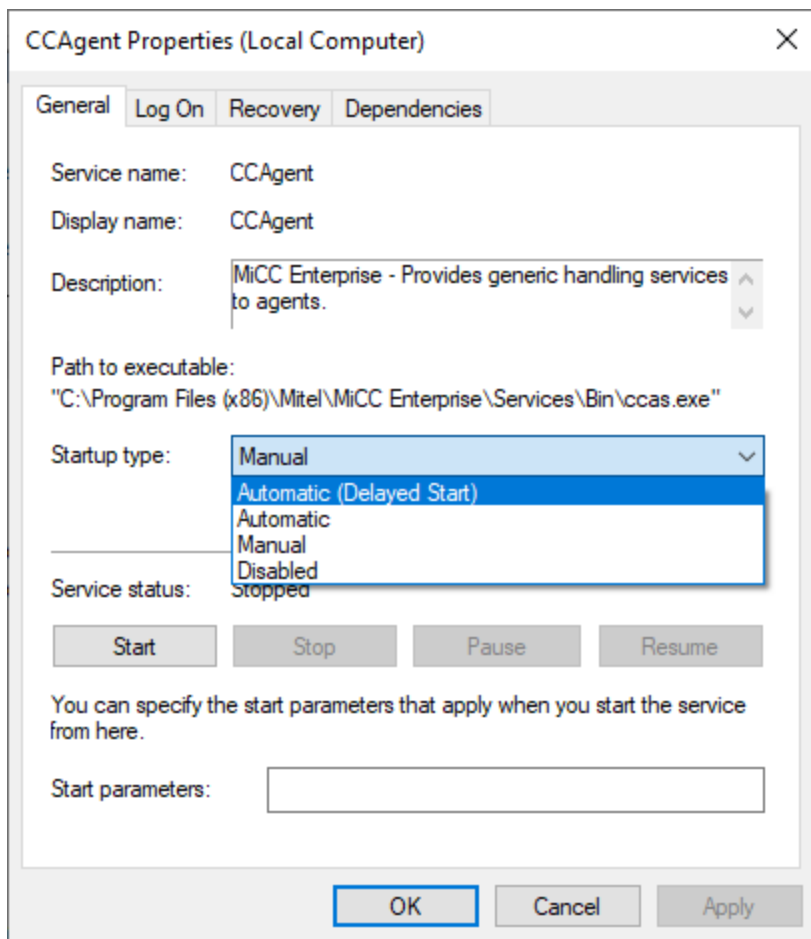 CCAgent Properties (Local Computer)
General Log On Recovery Dependencies
Service name: CCAgent
Display name: CCAgent
Description: MiCC Enterprise - Provides generic handling services
to agents.
Path to executable:
"C:\Program Files (x86)\Mitel\MiCC Enterprise\Services\Bin\ccas.exe"
Startup type: Manual
Automatic (Delayed Start)
Automatic
Manual
Disabled
Service status: Stopped
Start Stop Pause Resume
You can specify the start parameters that apply when you start the service
from here.
Start parameters:
OK Cancel Apply